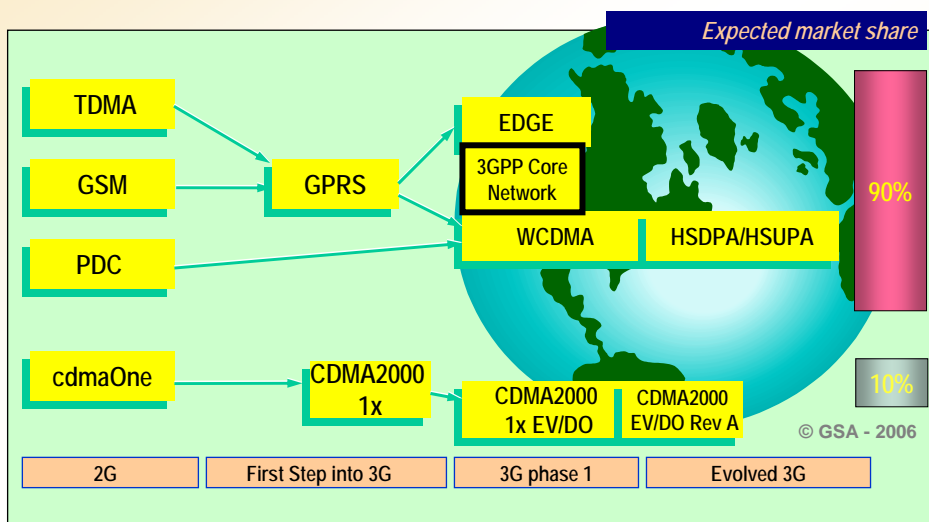 Expected market share
TDMA
EDGE
3GPP Core
Network
GSM
GPRS
90%
WCDMA
HSDPA/HSUPA
PDC
cdmaOne
CDMA2000
1x
CDMA2000
1x EV/DO
CDMA2000
EV/DO Rev A
10%
© GSA - 2006
2G
First Step into 3G
3G phase 1
Evolved 3G